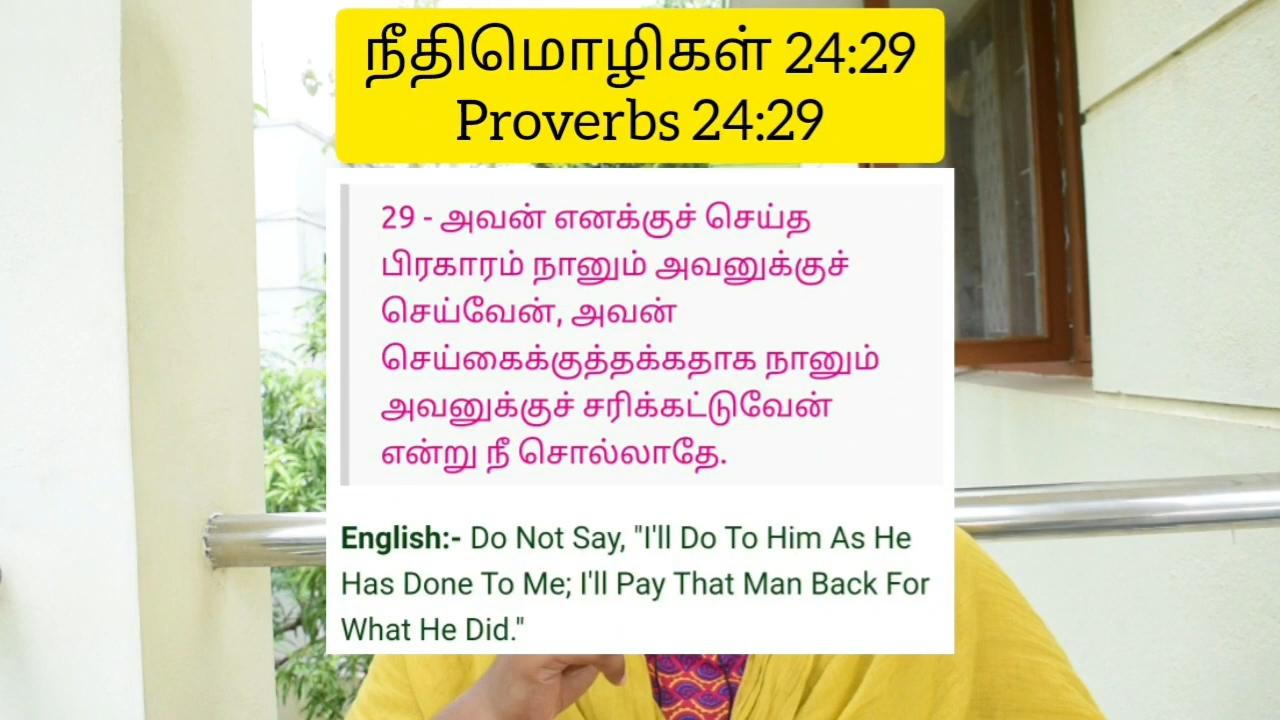 நீதிமொழிகள் 24:29
Proverbs 24:29
29 - அவன் எனக்குச் செய்த
பிரகாரம் நானும் அவனுக்குச்
செய்வேன், அவன்
செய்கைக்குத்தக்கதாக நானும்
அவனுக்குச் சரிக்கட்டுவேன்
என்று நீ சொல்லாதே.
English:- Do Not Say, "I'll Do To Him As He
Has Done To Me; I'll Pay That Man Back For
What He Did."